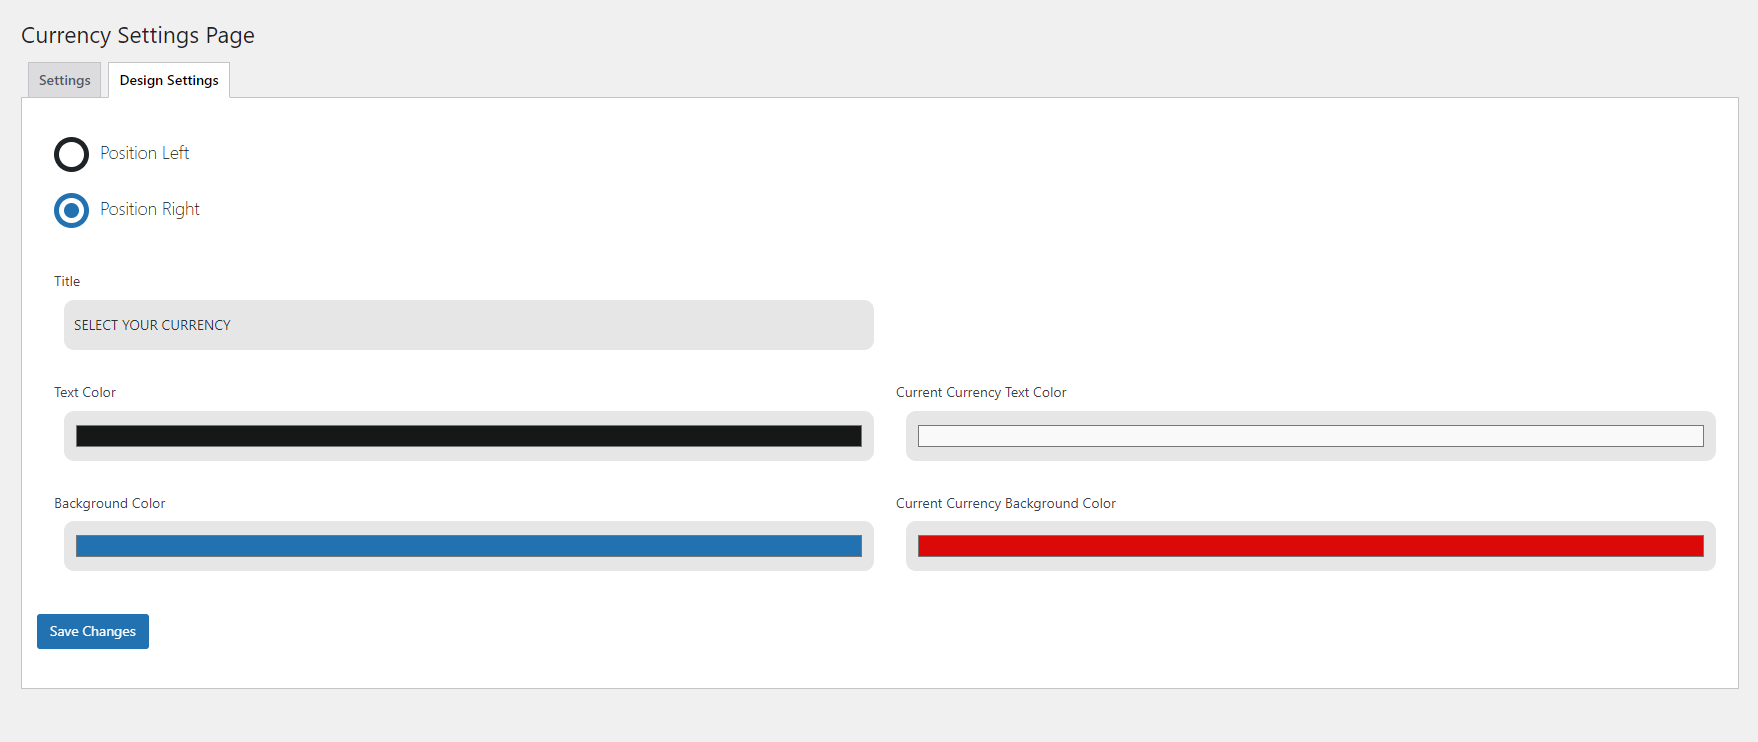 Currency Settings Page
Settings
Design Settings
Position Left
Position Right
Title
SELECT YOUR CURRENCY
Text Color
Current Currency Text Color
Background Color
Current Currency Background Color
Save Changes